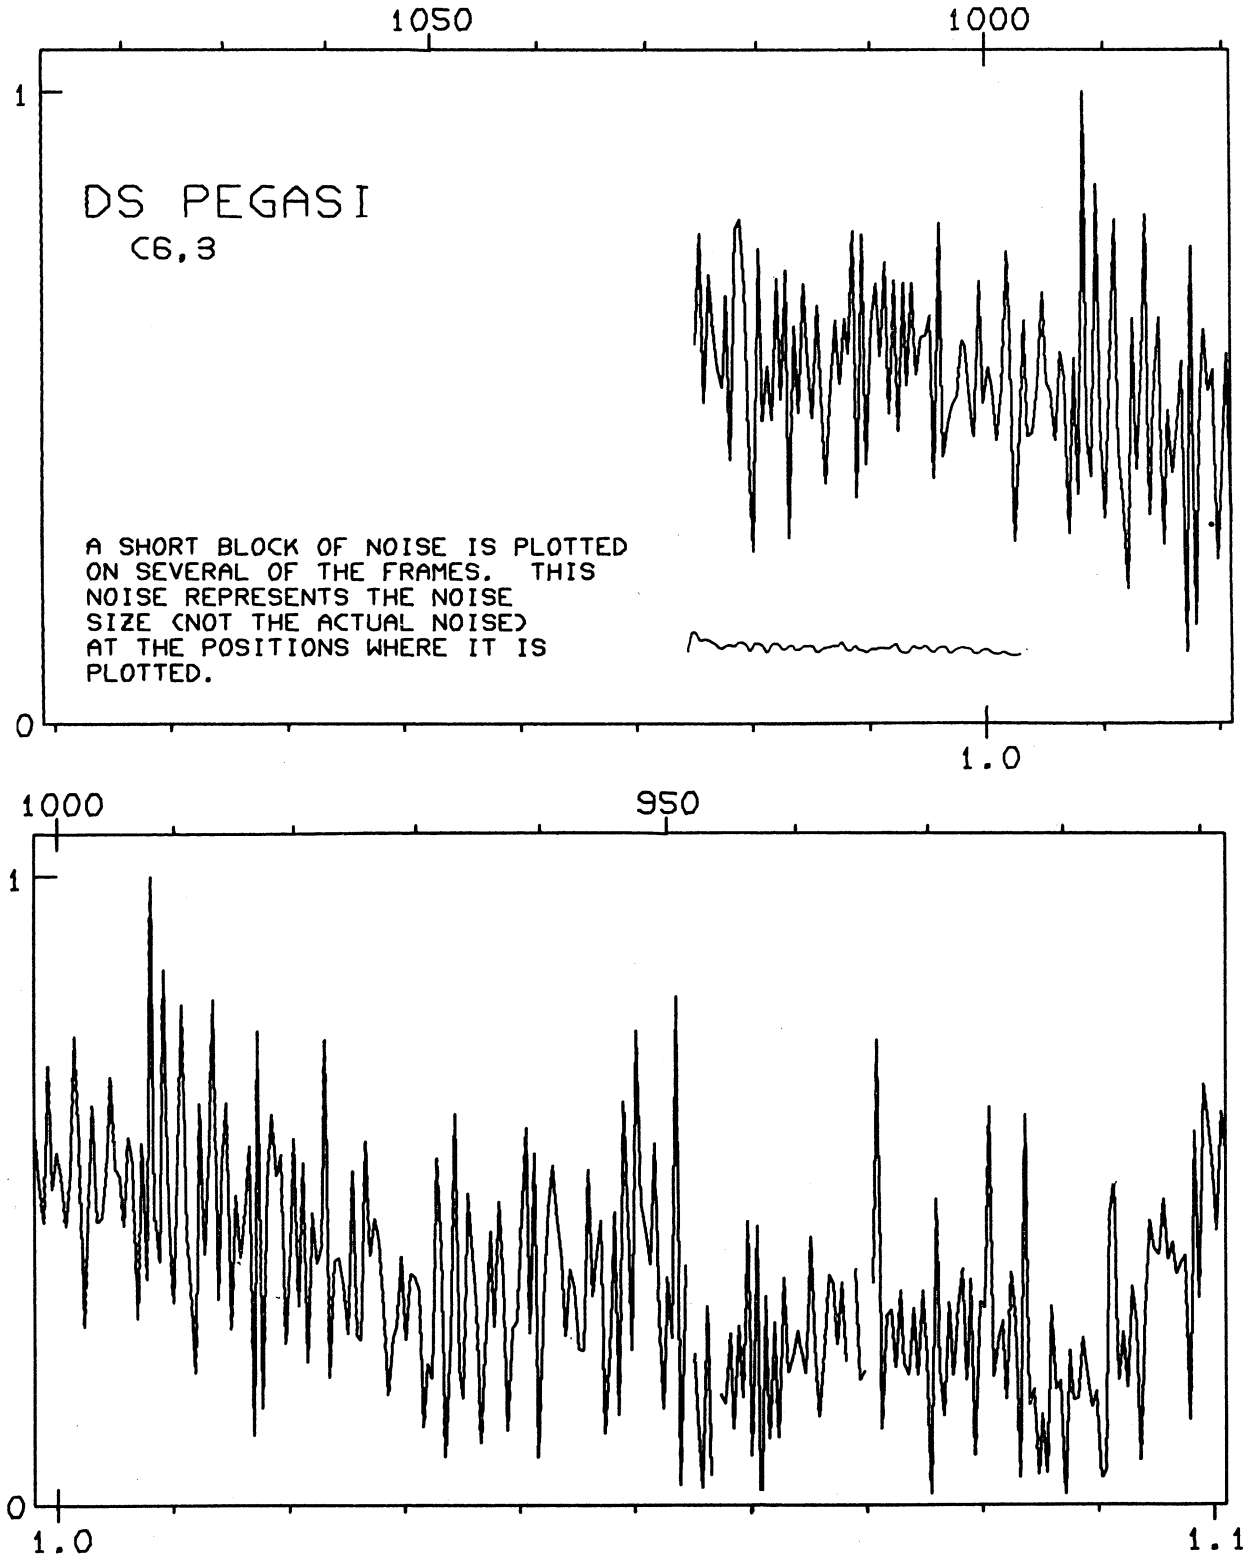 1050 1000
1
DS PEGASI
C6,3
A SHORT BLOCK OF NOISE IS PLOTTED
ON SEVERAL OF THE FRAMES. THIS
NOISE REPRESENTS THE NOISE
SIZE (NOT THE ACTUAL NOISE)
AT THE POSITIONS WHERE IT IS
PLOTTED.
0
1.0
1000 950
1
0
1.0 1.1